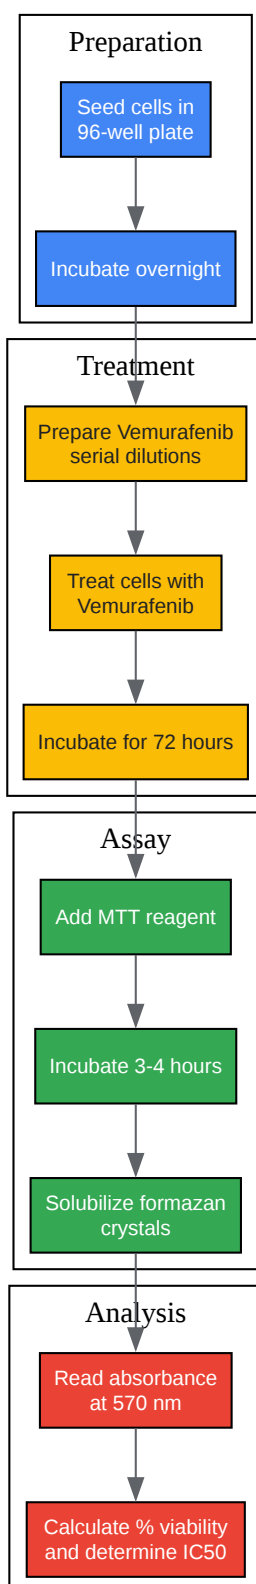 Preparation
Seed cells in
96-well plate
Incubate overnight
Treatment
Prepare Vemurafenib
serial dilutions
Treat cells with
Vemurafenib
Incubate for 72 hours
Assay
Add MTT reagent
Incubate 3-4 hours
Solubilize formazan
crystals
Analysis
Read absorbance
at 570 nm
Calculate % viability
and determine IC50